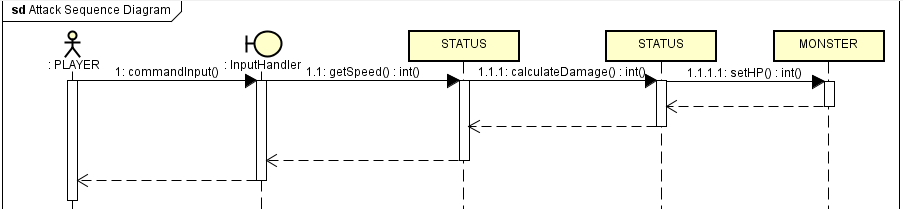 sd Attack Sequence Diagram
: PLAYER
: InputHandler
STATUS
STATUS
MONSTER
1: commandInput()
1.1: getSpeed() : int()
1.1.1: calculateDamage() : int()
1.1.1.1: setHP() : int()